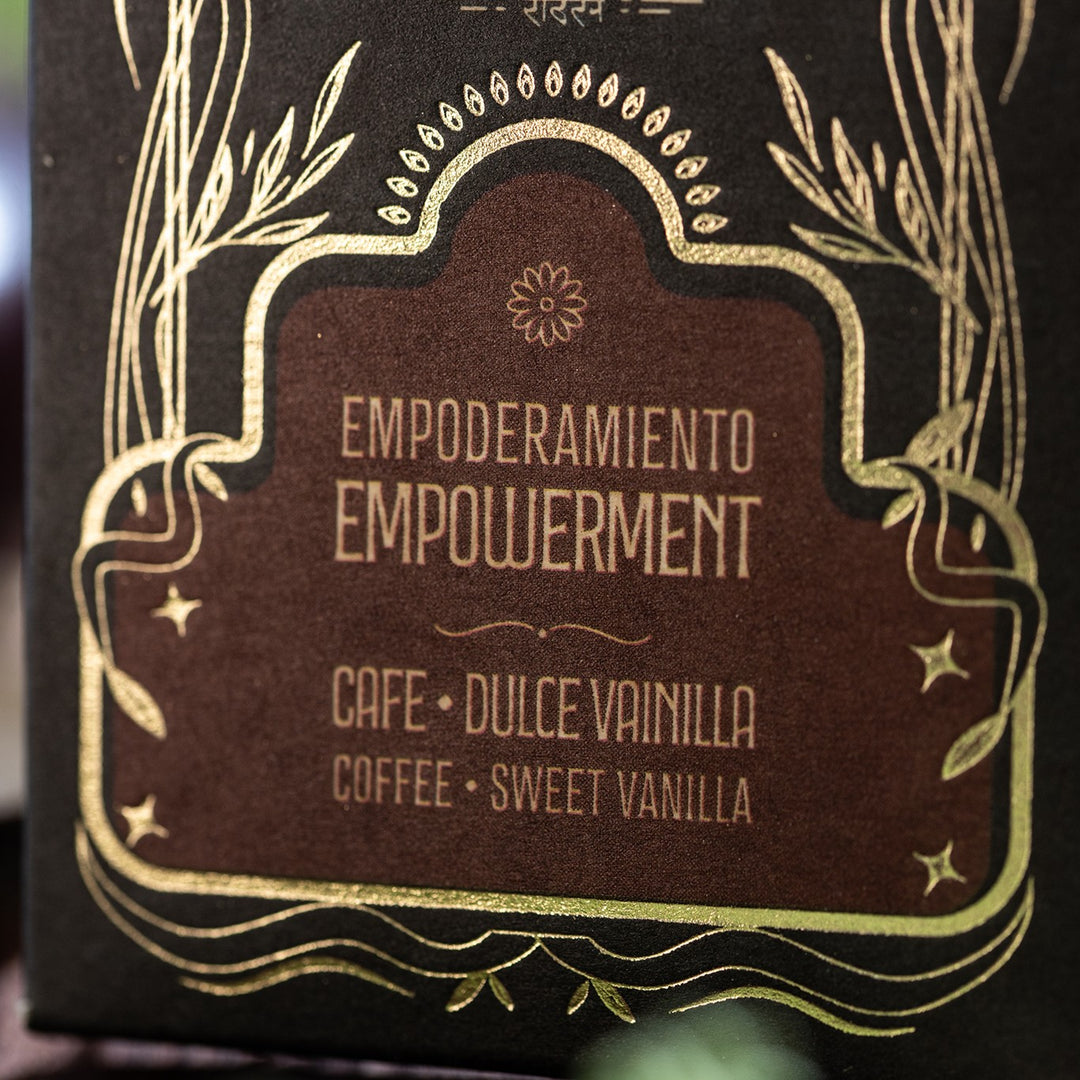 EMPODERAMIENTO
EMPOWERMENT
CAFE • DULCE VAINILLA
COFFEE • SWEET VANILLA